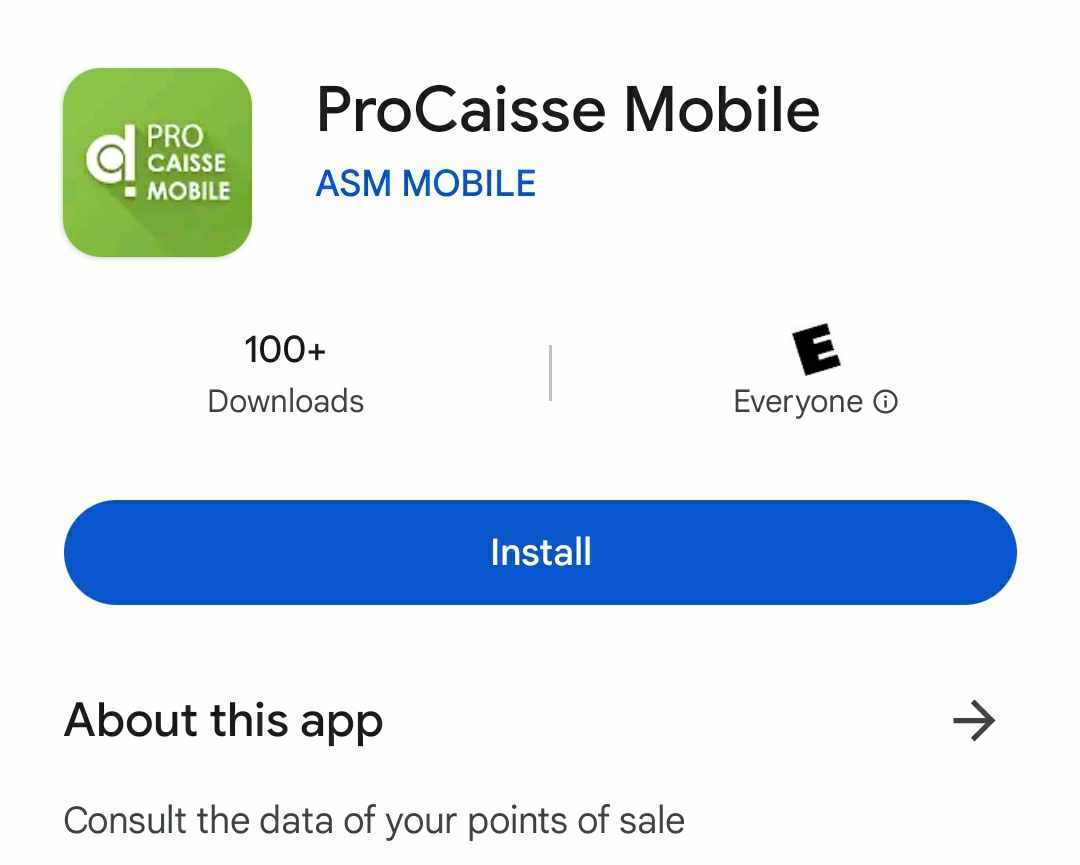 PRO
CAISSE
MOBILE
ProCaisse Mobile
ASM MOBILE
100+
Downloads
E
Everyone
Install
About this app
Consult the data of your points of sale